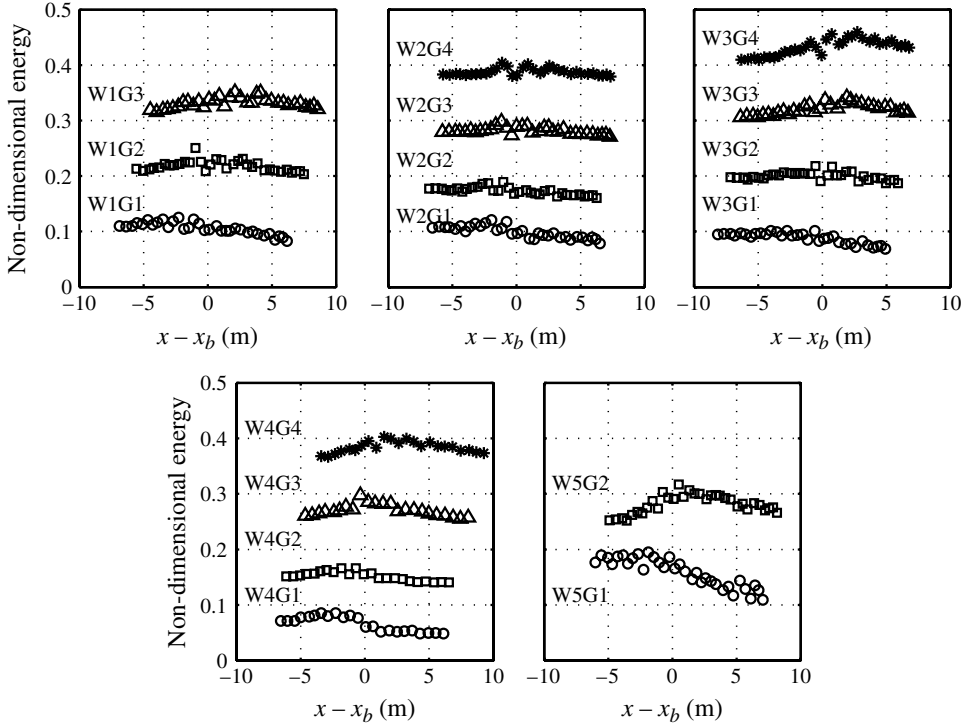 0.5
0.4
0.3
0.2
0.1
0
Non-dimensional energy
W1G3
W1G2
W1G1
−10 −5 0 5 10
x – x_b (m)
W2G4
W2G3
W2G2
W2G1
−10 −5 0 5 10
x – x_b (m)
W3G4
W3G3
W3G2
W3G1
−10 −5 0 5 10
x – x_b (m)
0.5
0.4
0.3
0.2
0.1
0
Non-dimensional energy
W4G4
W4G3
W4G2
W4G1
−10 −5 0 5 10
x – x_b (m)
W5G2
W5G1
−10 −5 0 5 10
x – x_b (m)